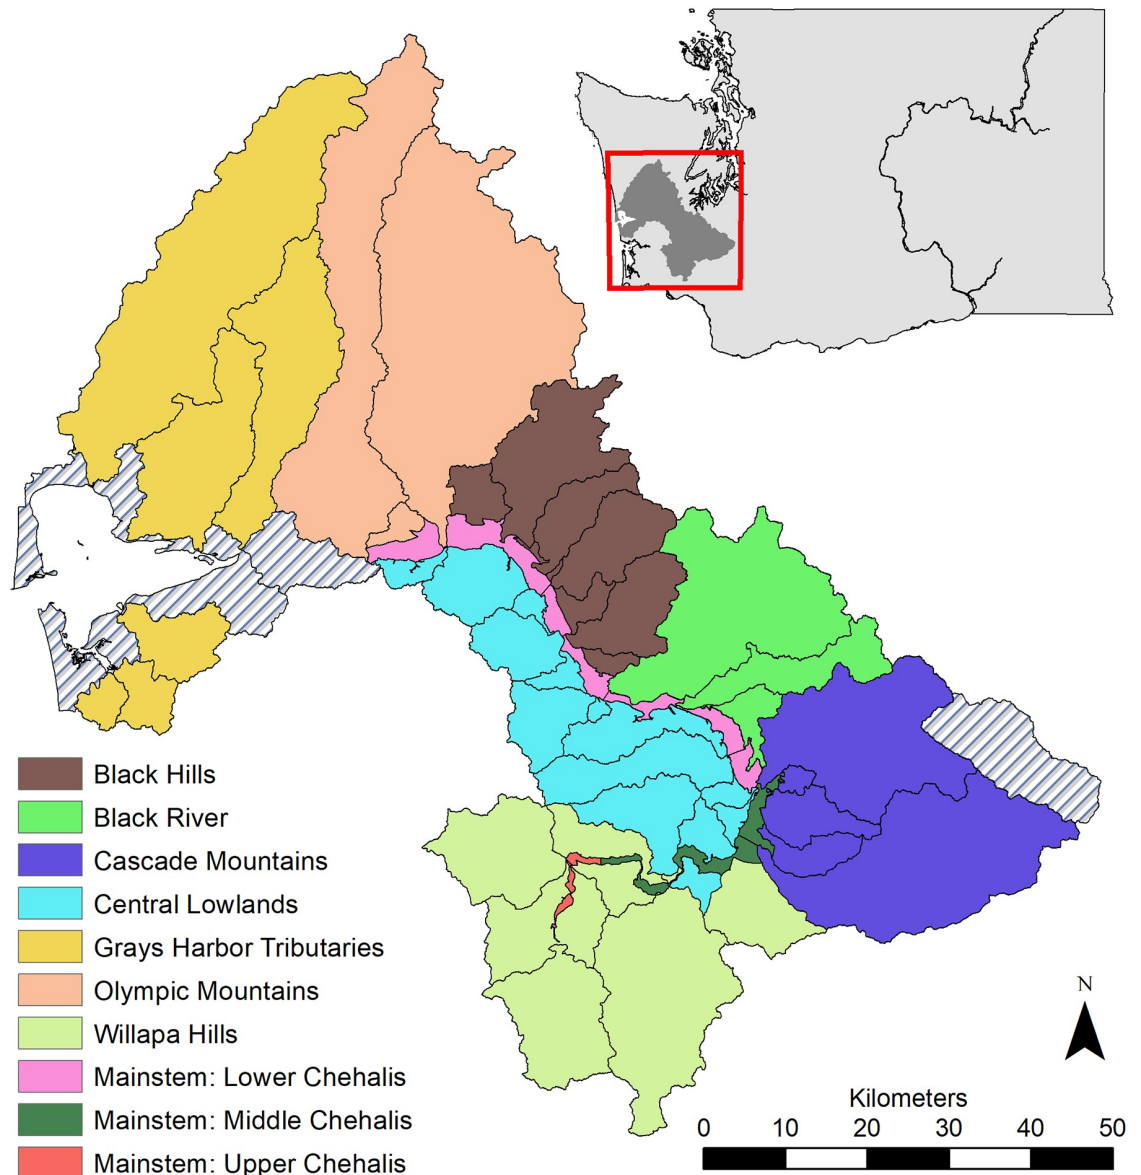 Black Hills
Black River
Cascade Mountains
Central Lowlands
Grays Harbor Tributaries
Olympic Mountains
Willapa Hills
Mainstem: Lower Chehalis
Mainstem: Middle Chehalis
Mainstem: Upper Chehalis
N
Kilometers
0 10 20 30 40 50